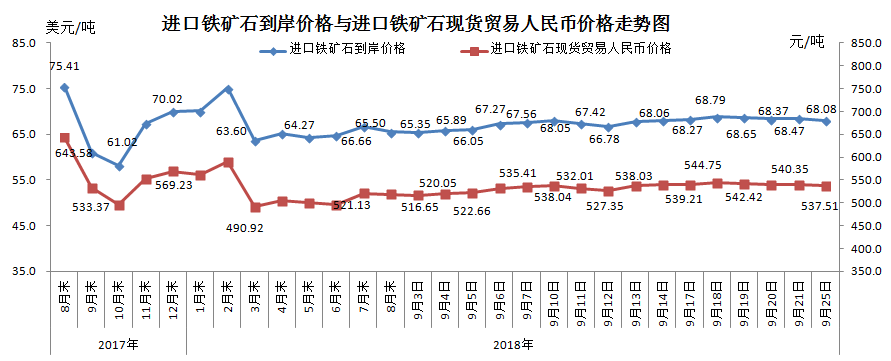 进口铁矿石到岸价格与进口铁矿石现货贸易人民币价格走势图
美元/吨
元/吨
进口铁矿石到岸价格 进口铁矿石现货贸易人民币价格
85.0
75.0
65.0
55.0
45.0
35.0
850.0
800.0
750.0
700.0
650.0
600.0
550.0
500.0
450.0
400.0
350.0
75.41
61.02
70.02
63.60
64.27
66.66
65.50
65.35
65.89
66.05
67.27
67.56
68.05
67.42
66.78
68.06
68.27
68.79
68.65
68.37
68.47
68.08
643.58
533.37
569.23
490.92
521.13
516.65
520.05
522.66
535.41
538.04
532.01
527.35
538.03
539.21
544.75
542.42
540.35
537.51
8月末
9月末
10月末
11月末
12月末
1月末
2月末
3月末
4月末
5月末
6月末
7月末
8月末
9月3日
9月4日
9月5日
9月6日
9月7日
9月10日
9月11日
9月12日
9月13日
9月14日
9月17日
9月18日
9月19日
9月20日
9月21日
9月25日
2017年 2018年